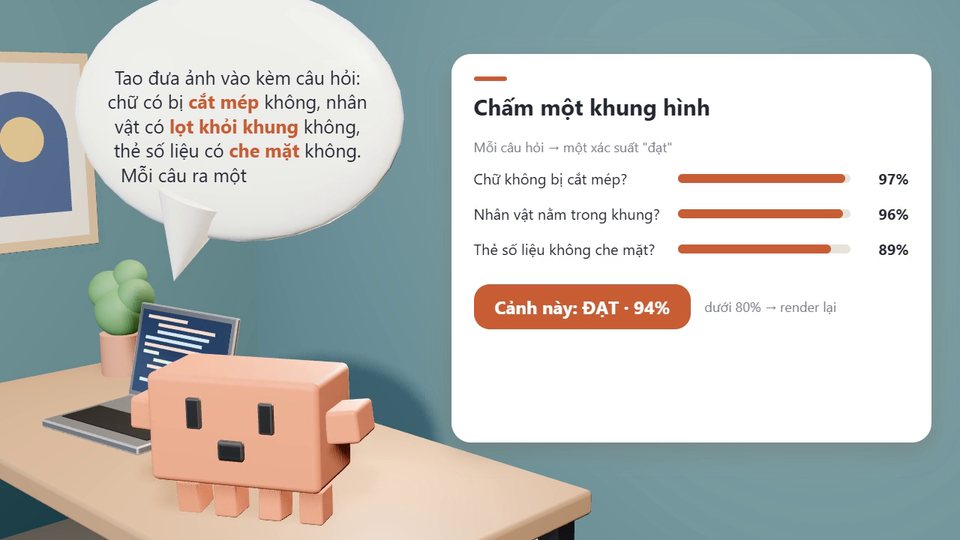 Tao đưa ảnh vào kèm câu hỏi:
chữ có bị cắt mép không, nhân
vật có lọt khỏi khung không,
thẻ số liệu có che mặt không.
Mỗi câu ra một
Chấm một khung hình
Mỗi câu hỏi → một xác suất "đạt"
Chữ không bị cắt mép? 97%
Nhân vật nằm trong khung? 96%
Thẻ số liệu không che mặt? 89%
Cảnh này: ĐẠT · 94% dưới 80% → render lại